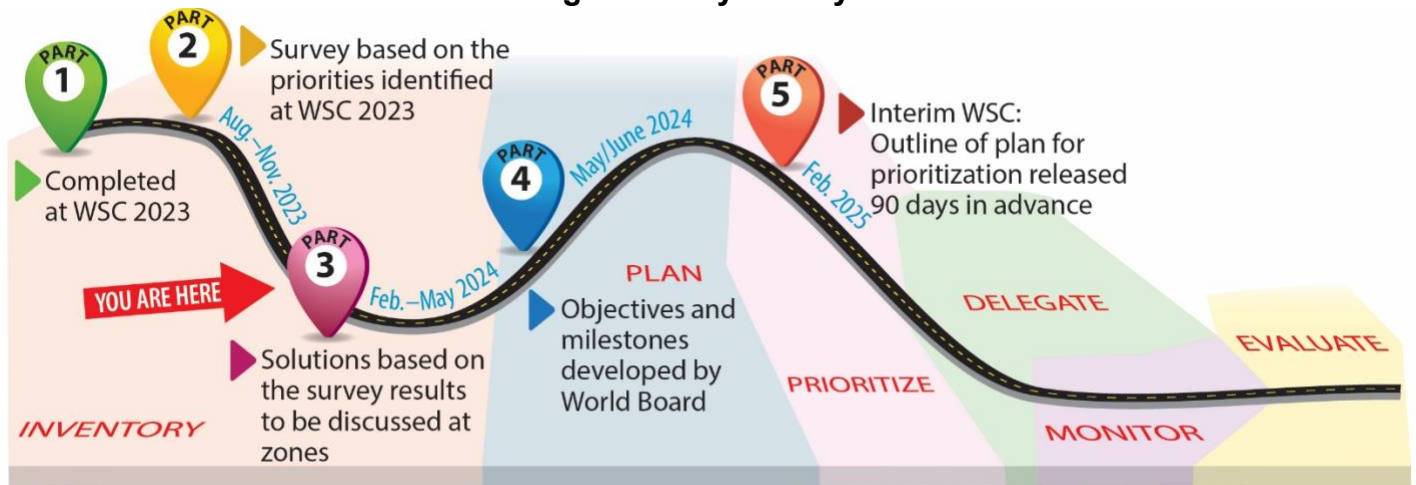 PART
1
Completed
at WSC 2023
PART
2
Survey based on the
priorities identified
at WSC 2023
Aug.–Nov. 2023
YOU ARE HERE
PART
3
Solutions based on
the survey results
to be discussed at
zones
INVENTORY
Feb.–May 2024
PART
4
Objectives and
milestones
developed by
World Board
PLAN
May/June 2024
PART
5
Interim WSC:
Outline of plan for
prioritization released
90 days in advance
Feb. 2025
PRIORITIZE
DELEGATE
MONITOR
EVALUATE